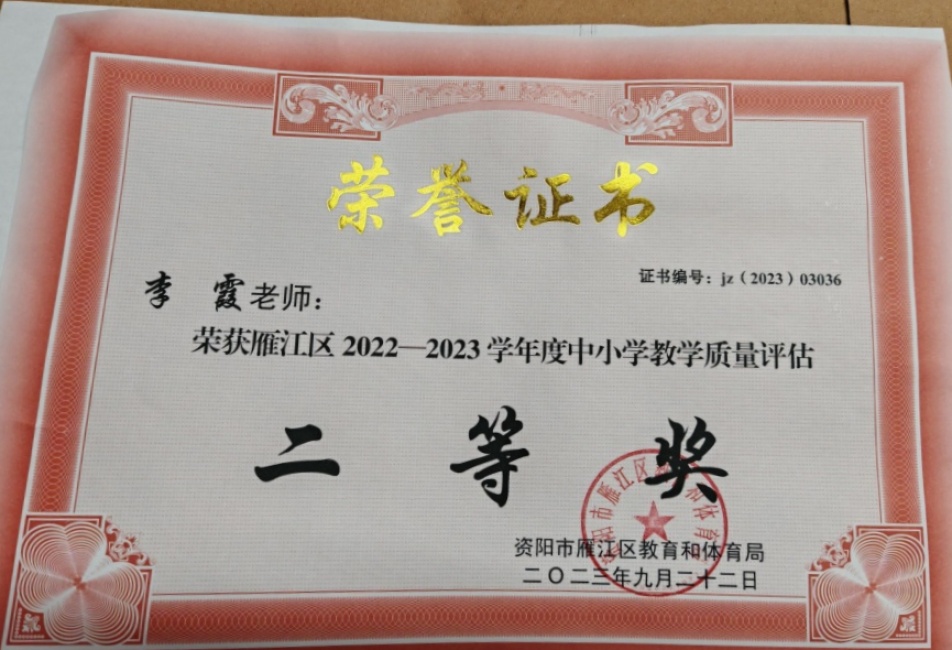 荣誉证书
证书编号：jz（2023）03036
李 霞老师：
荣获雁江区 2022—2023 学年度中小学教学质量评估
二 等 奖
资阳市雁江区教育和体育局
二〇二三年九月二十二日